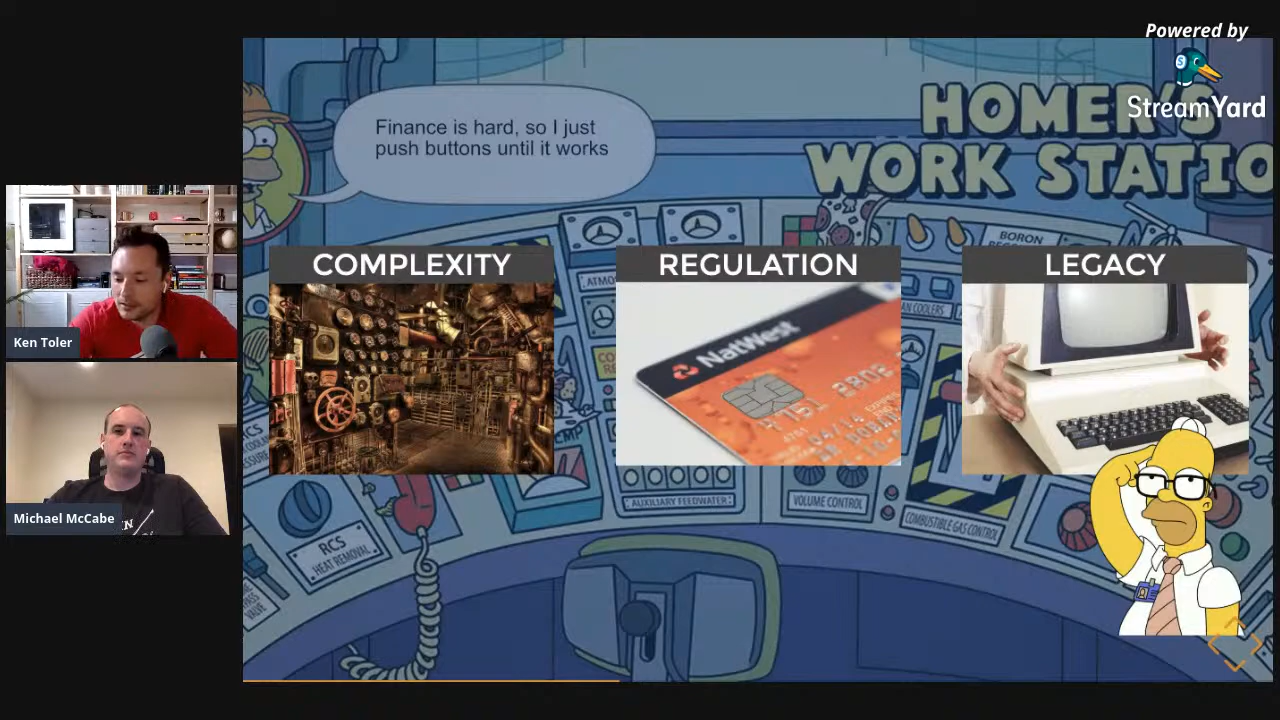 Powered by
StreamYard
HOMER'S
WORK STATIO
Finance is hard, so I just
push buttons until it works
COMPLEXITY
REGULATION
LEGACY
BORON
NatWest
AUXILIARY FEEDWATER
VOLUME CONTROL
COMBUSTIBLE GAS CONTROL
RCS
HEAT REMOVAL
VALVE
Ken Toler
Michael McCabe